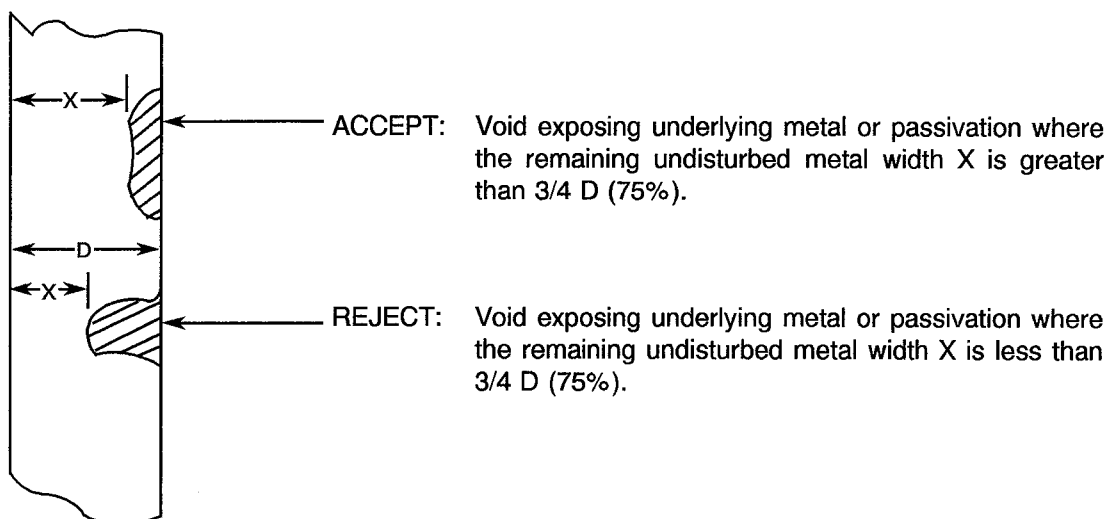 X
ACCEPT: Void exposing underlying metal or passivation where
the remaining undisturbed metal width X is greater
than 3/4 D (75%).
D
X
REJECT: Void exposing underlying metal or passivation where
the remaining undisturbed metal width X is less than
3/4 D (75%).